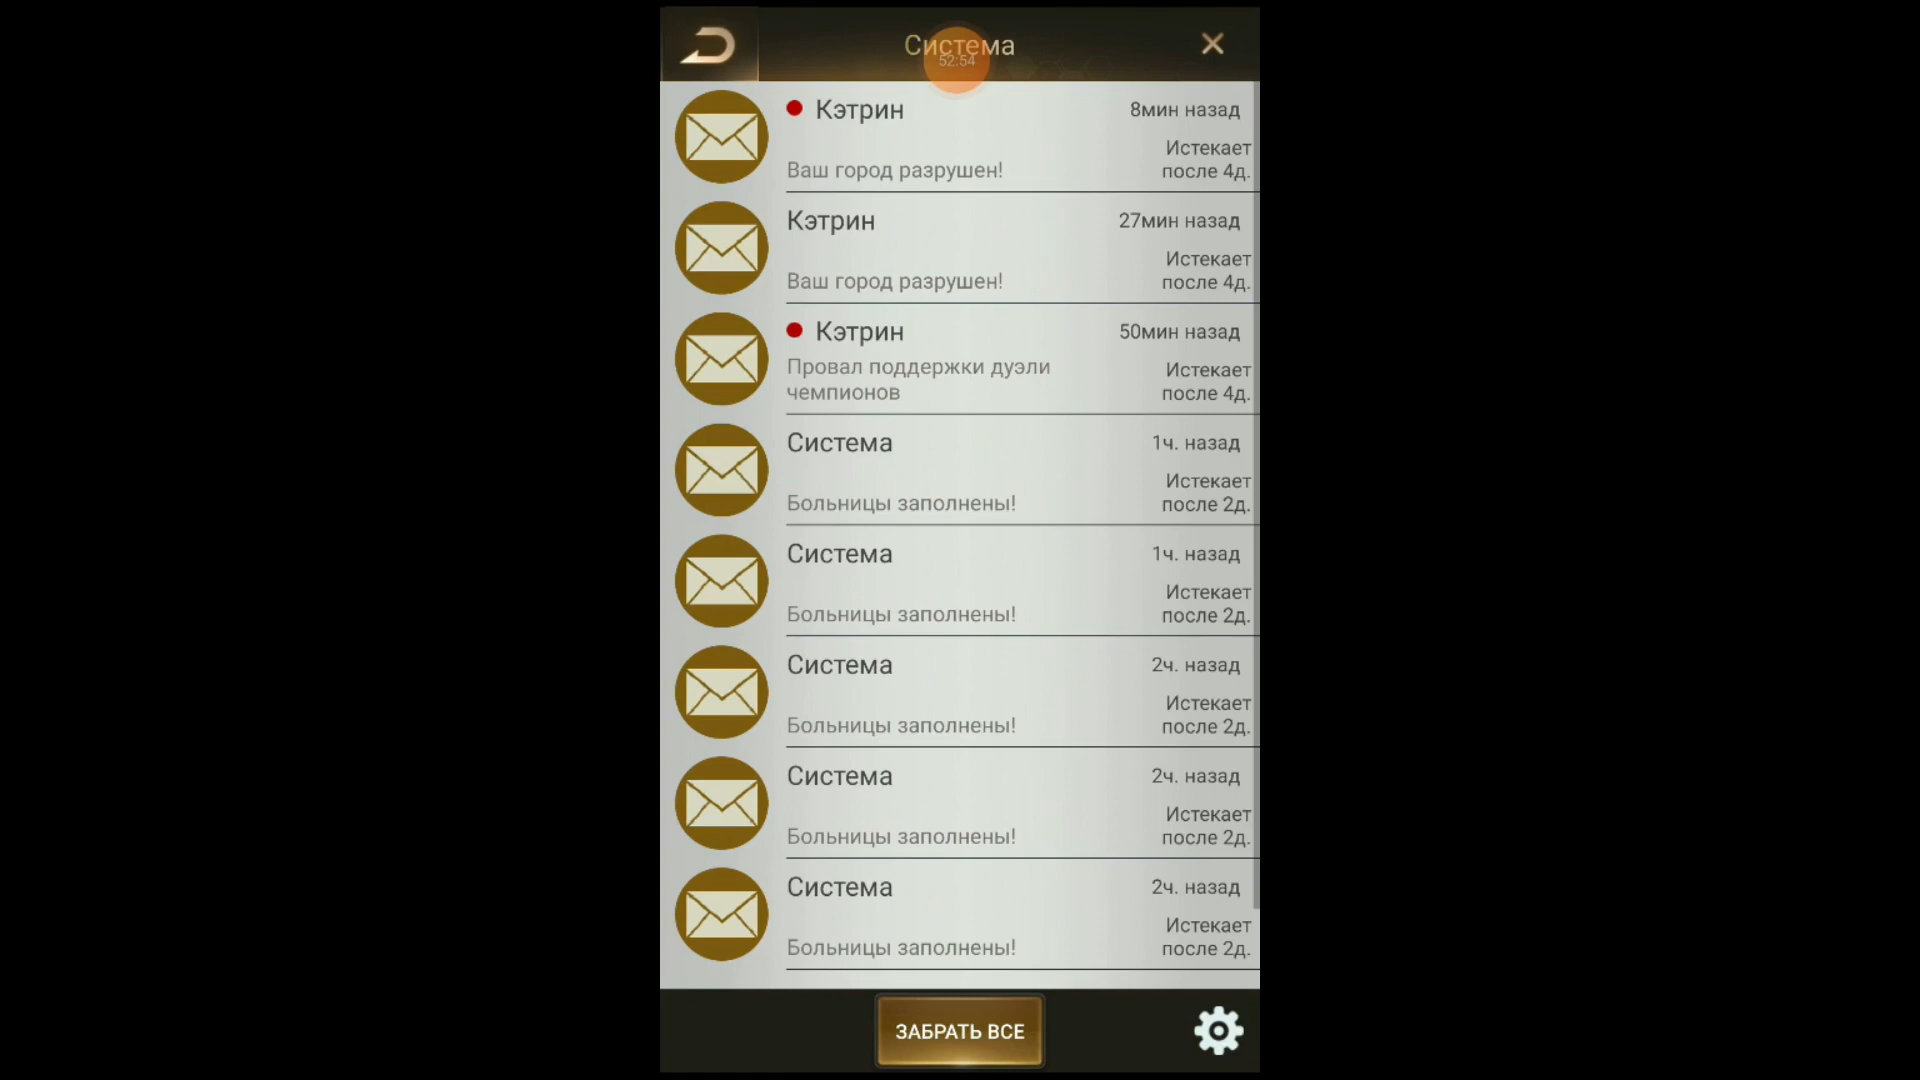 Система
52:54
Кэтрин
8мин назад
Ваш город разрушен!
Истекает
после 4д.
Кэтрин
27мин назад
Ваш город разрушен!
Истекает
после 4д.
Кэтрин
50мин назад
Провал поддержки дуэли
чемпионов
Истекает
после 4д.
Система
1ч. назад
Больницы заполнены!
Истекает
после 2д.
Система
1ч. назад
Больницы заполнены!
Истекает
после 2д.
Система
2ч. назад
Больницы заполнены!
Истекает
после 2д.
Система
2ч. назад
Больницы заполнены!
Истекает
после 2д.
Система
2ч. назад
Больницы заполнены!
Истекает
после 2д.
ЗАБРАТЬ ВСЕ